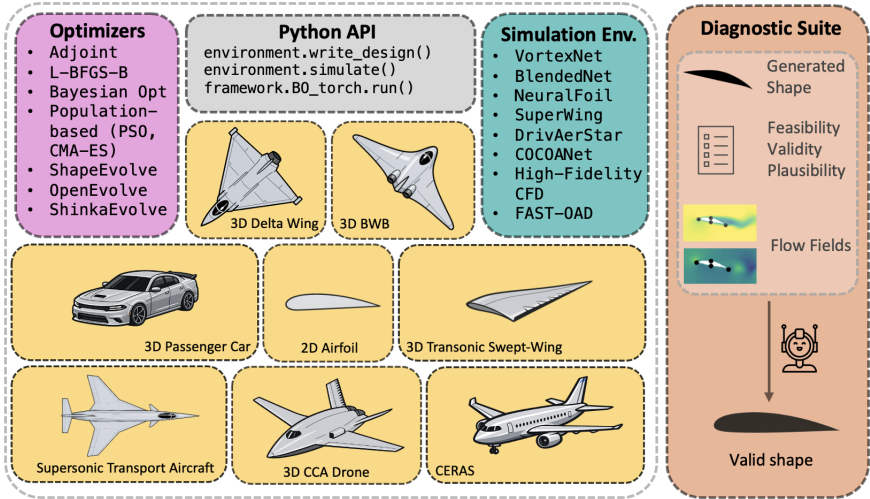 Optimizers
• Adjoint
• L-BFGS-B
• Bayesian Opt
• Population-
based (PSO,
CMA-ES)
• ShapeEvolve
• OpenEvolve
• ShinkaEvolve
Python API
environment.write_design()
environment.simulate()
framework.BO_torch.run()
Simulation Env.
• VortexNet
• BlendedNet
• NeuralFoil
• SuperWing
• DrivAerStar
• COCOANet
• High-Fidelity
CFD
• FAST-OAD
3D Delta Wing
3D BWB
3D Passenger Car
2D Airfoil
3D Transonic Swept-Wing
Supersonic Transport Aircraft
3D CCA Drone
CERAS
Diagnostic Suite
Generated
Shape
Feasibility
Validity
Plausibility
Flow Fields
Valid shape